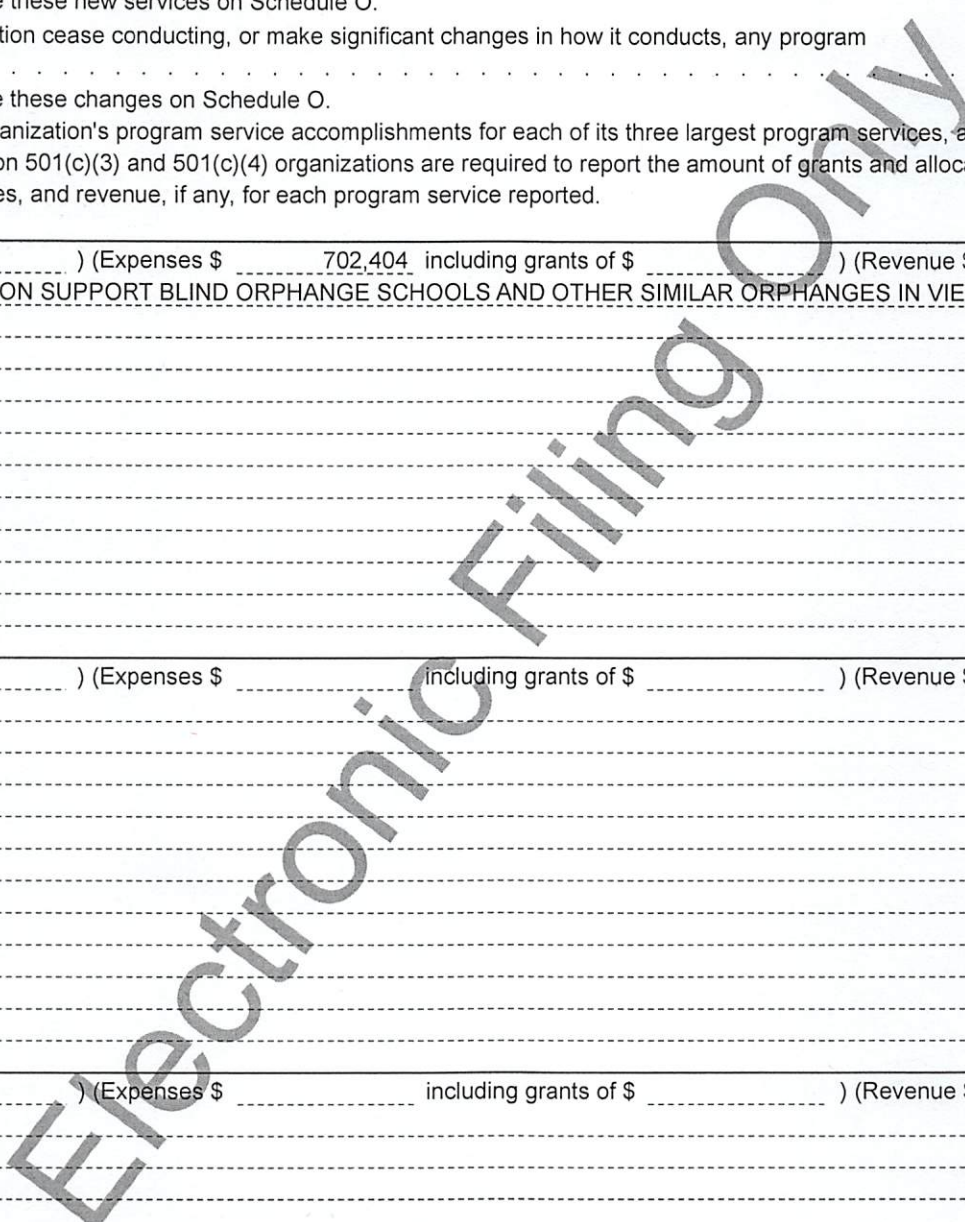 these new services on Schedule O.
tion cease conducting, or make significant changes in how it conducts, any program
these changes on Schedule O.
anization's program service accomplishments for each of its three largest program services, a
on 501(c)(3) and 501(c)(4) organizations are required to report the amount of grants and alloc
es, and revenue, if any, for each program service reported.
) (Expenses $ 702,404 including grants of $ ) (Revenue $
ON SUPPORT BLIND ORPHANGE SCHOOLS AND OTHER SIMILAR ORPHANGES IN VIE
) (Expenses $ including grants of $ ) (Revenue $
) (Expenses $ including grants of $ ) (Revenue $
Electronic Filing Only